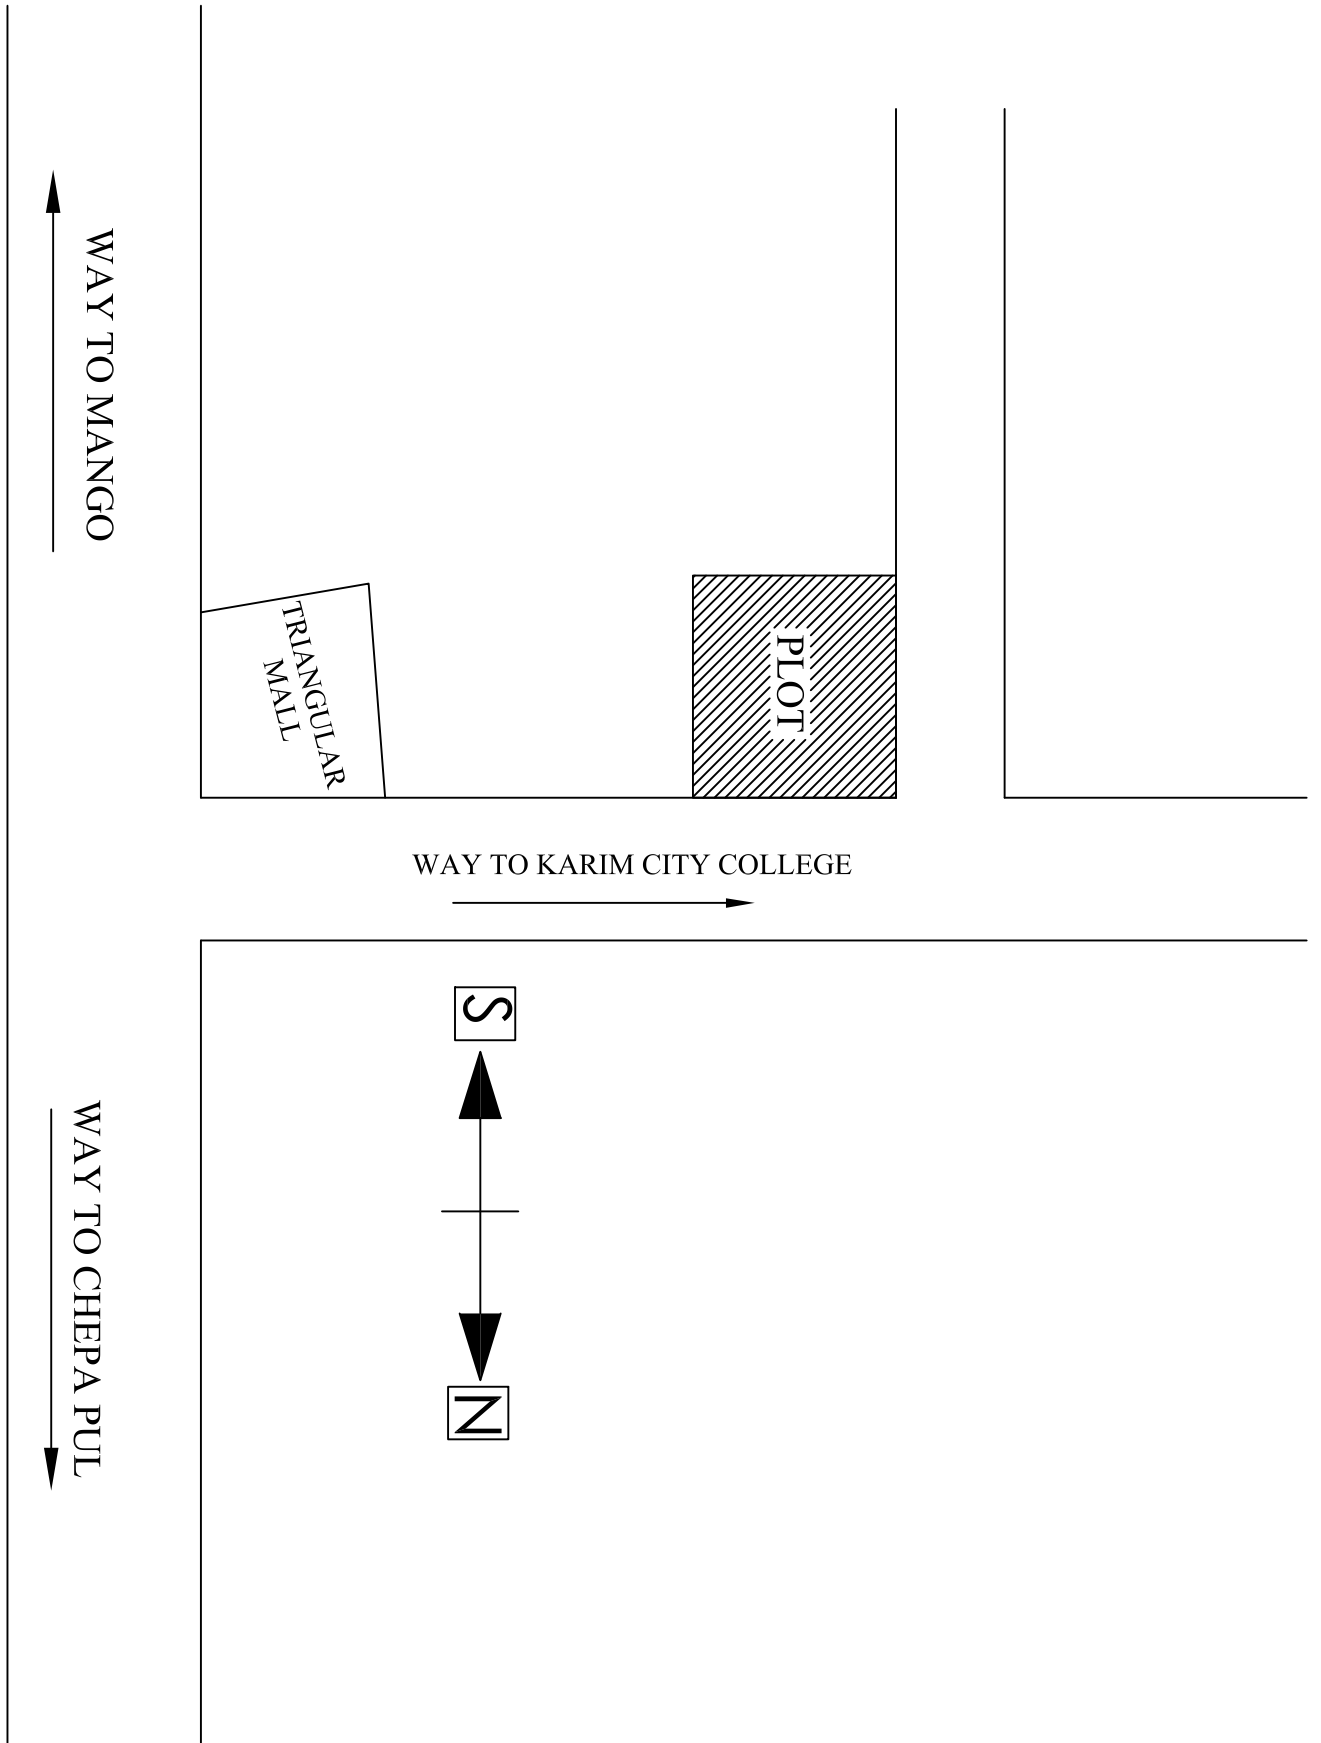 WAY TO MANGO
TRIANGULAR
MALL
PLOT
WAY TO KARIM CITY COLLEGE
S
N
WAY TO CHEPA PUL